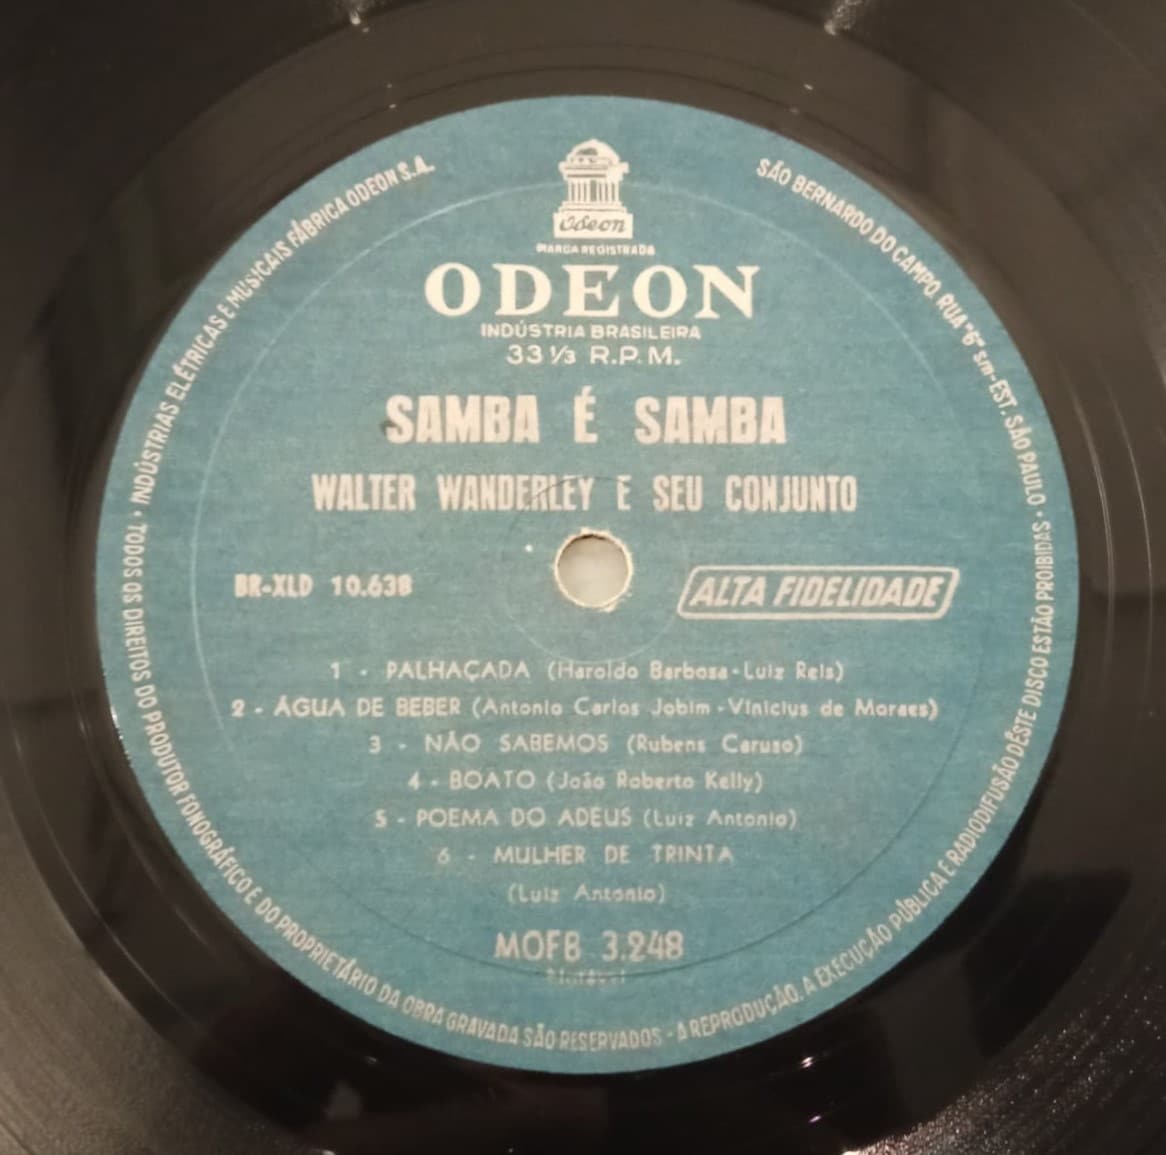 Odeon
MARCA REGISTRADA
ODEON
INDÚSTRIA BRASILEIRA
33 1/3 R.P.M.
SAMBA É SAMBA
WALTER WANDERLEY E SEU CONJUNTO
BR-XLD 10.638
ALTA FIDELIDADE
1 - PALHAÇADA (Haroldo Barbosa - Luiz Reis)
2 - ÁGUA DE BEBER (Antonio Carlos Jobim - Vinicius de Moraes)
3 - NÃO SABEMOS (Rubens Caruso)
4 - BOATO (João Roberto Kelly)
5 - POEMA DO ADEUS (Luiz Antonio)
6 - MULHER DE TRINTA
(Luiz Antonio)
MOFB 3.248
INDÚSTRIAS ELÉTRICAS E MUSICAIS FÁBRICA ODEON S.A.
SÃO BERNARDO DO CAMPO, RUA "6" sm - EST. SÃO PAULO •
TODOS OS DIREITOS DO PRODUTOR FONOGRÁFICO E DO PROPRIETÁRIO DA OBRA GRAVADA SÃO RESERVADOS - A REPRODUÇÃO, A EXECUÇÃO PÚBLICA E RADIODIFUSÃO DÊSTE DISCO ESTÃO PROIBIDAS •